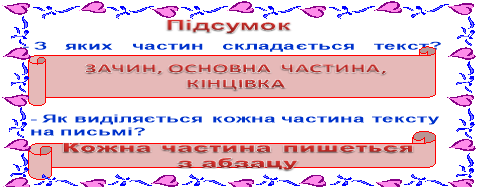 Підсумок
З яких частин складається текст?
ЗАЧИН, ОСНОВНА ЧАСТИНА,
КІНЦІВКА
- Як виділяється кожна частина тексту
на письмі?
Кожна частина пишеться
з абзацу